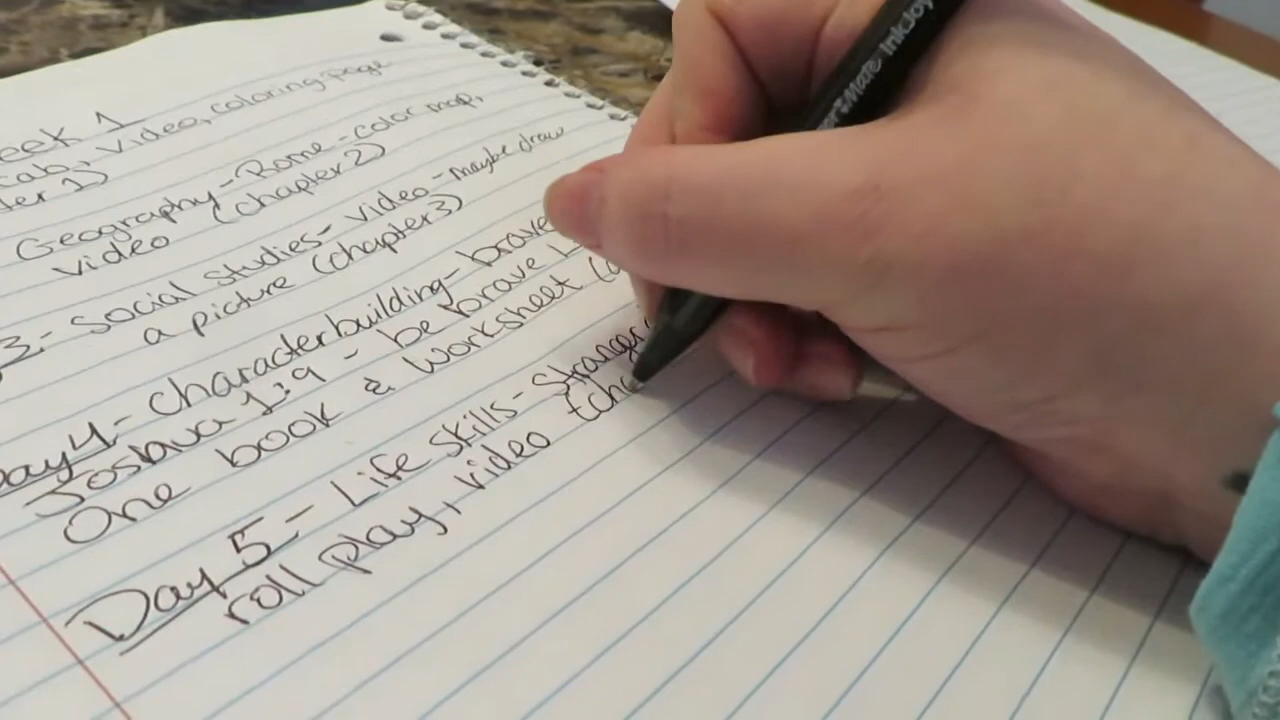 eek 1
cab, video, coloring page
ter 1)
Geography - Rome - color map,
video (chapter 2)
3 - Social Studies - video - maybe draw
a picture (chapter 3)
Day 4 - character building - brave
Joshua 1:9 - be brave
One book & worksheet
Day 5 - Life skills - Stranger
roll play, video
erMate InkJoy